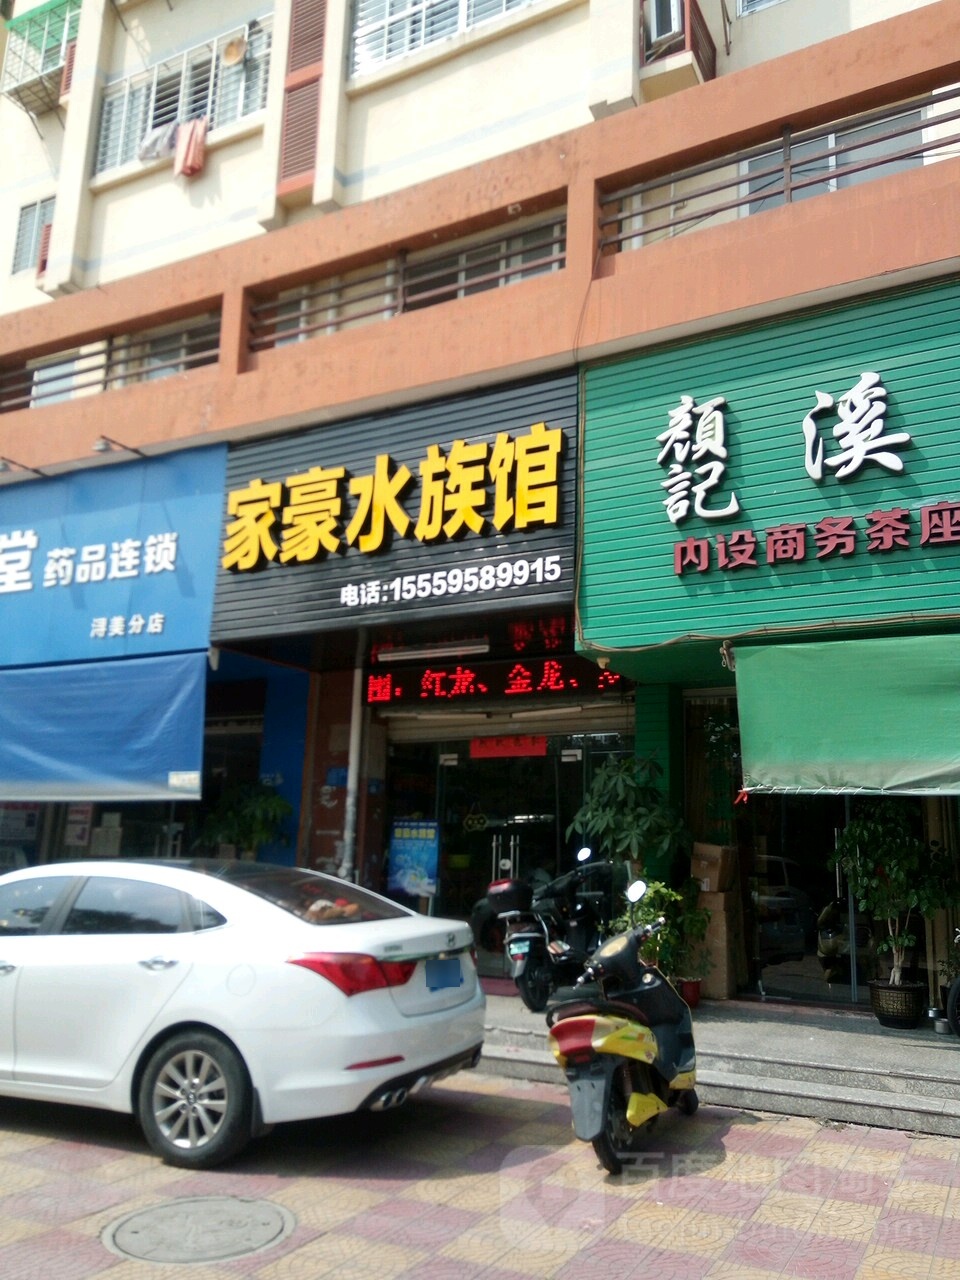 堂 药品连锁
浔美分店
家豪水族馆
电话:15559589915
围：红龙、金龙、
顏記
溪
内设商务茶座